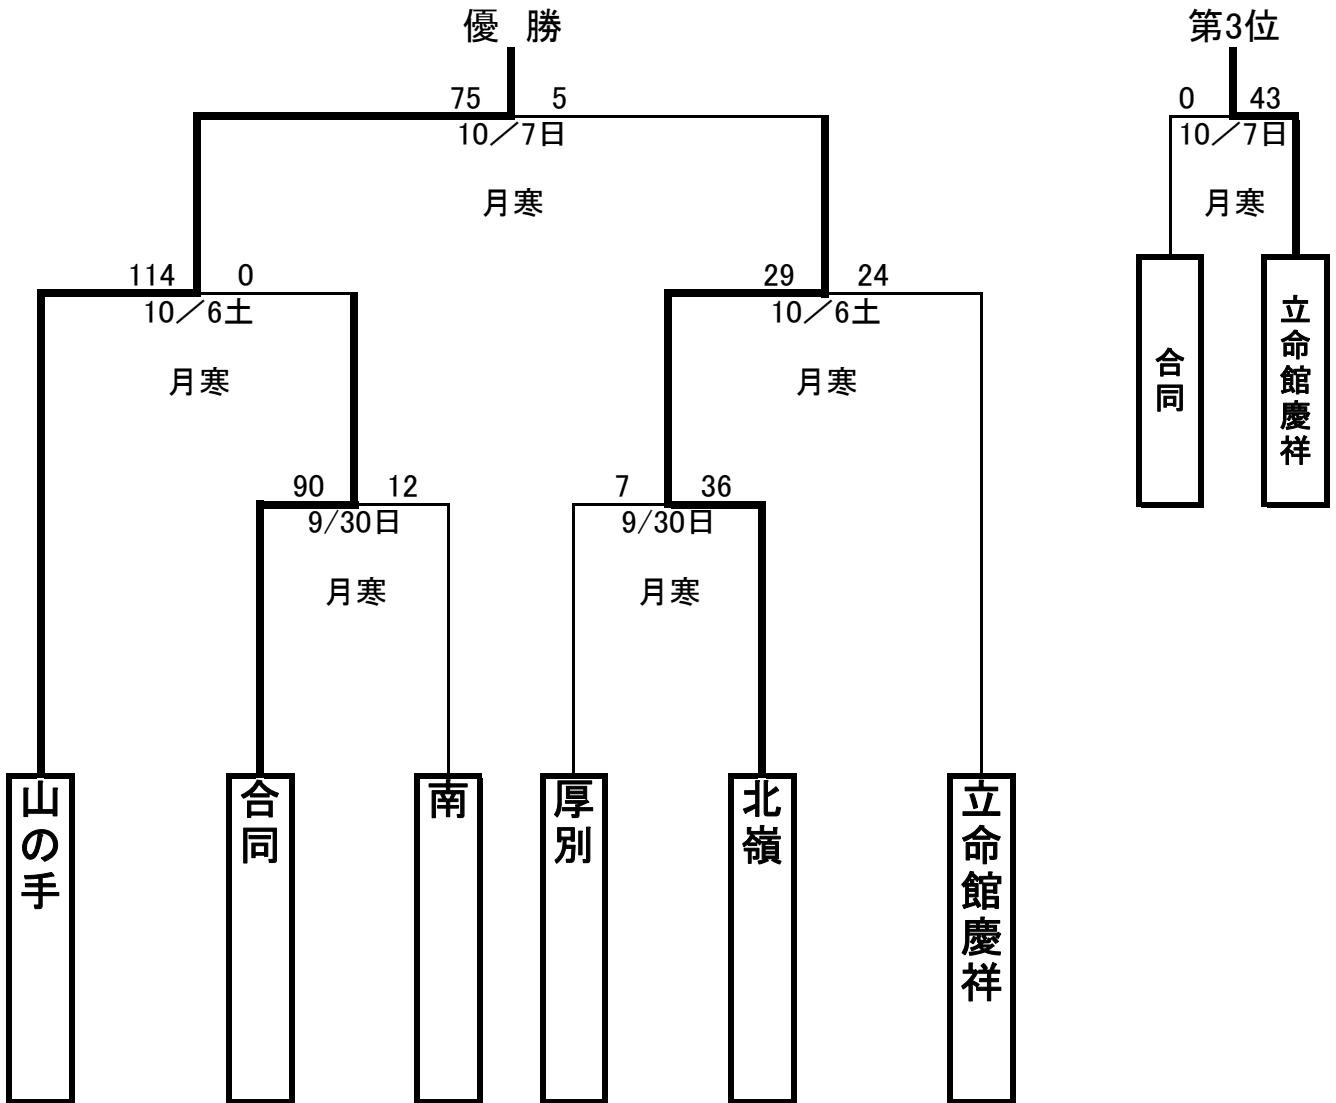 優 勝
第3位
75 5
10／7日
月寒
0 43
10／7日
月寒
114 0
10／6土
月寒
29 24
10／6土
月寒
合同
立命館慶祥
90 12
9/30日
月寒
7 36
9/30日
月寒
山の手
合同
南
厚別
北嶺
立命館慶祥